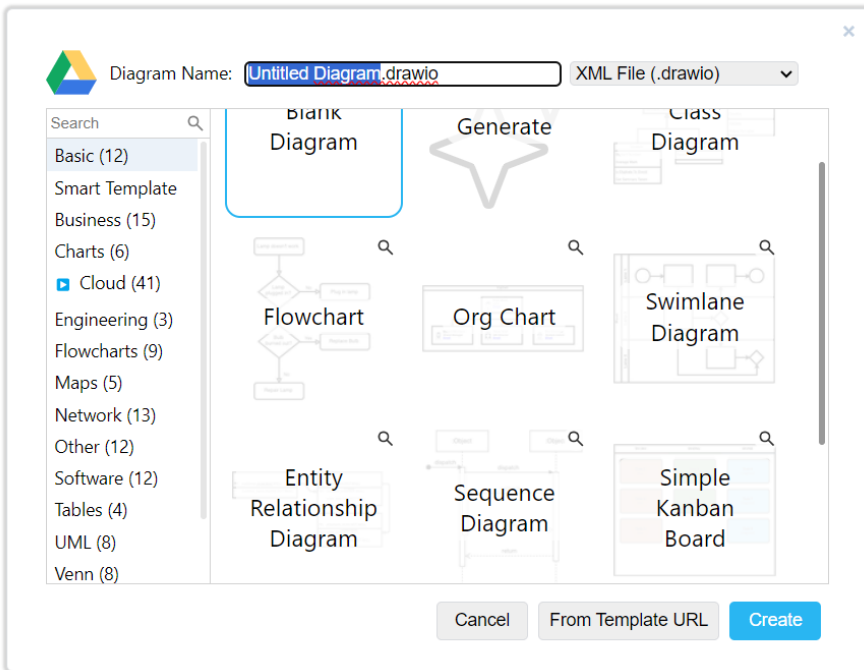 ×
Diagram Name:
Untitled Diagram.drawio
XML File (.drawio)
Search
Basic (12)
Smart Template
Business (15)
Charts (6)
Cloud (41)
Engineering (3)
Flowcharts (9)
Maps (5)
Network (13)
Other (12)
Software (12)
Tables (4)
UML (8)
Venn (8)
Blank
Diagram
Generate
Class
Diagram
Flowchart
Org Chart
Swimlane
Diagram
Entity
Relationship
Diagram
Sequence
Diagram
Simple
Kanban
Board
Cancel
From Template URL
Create